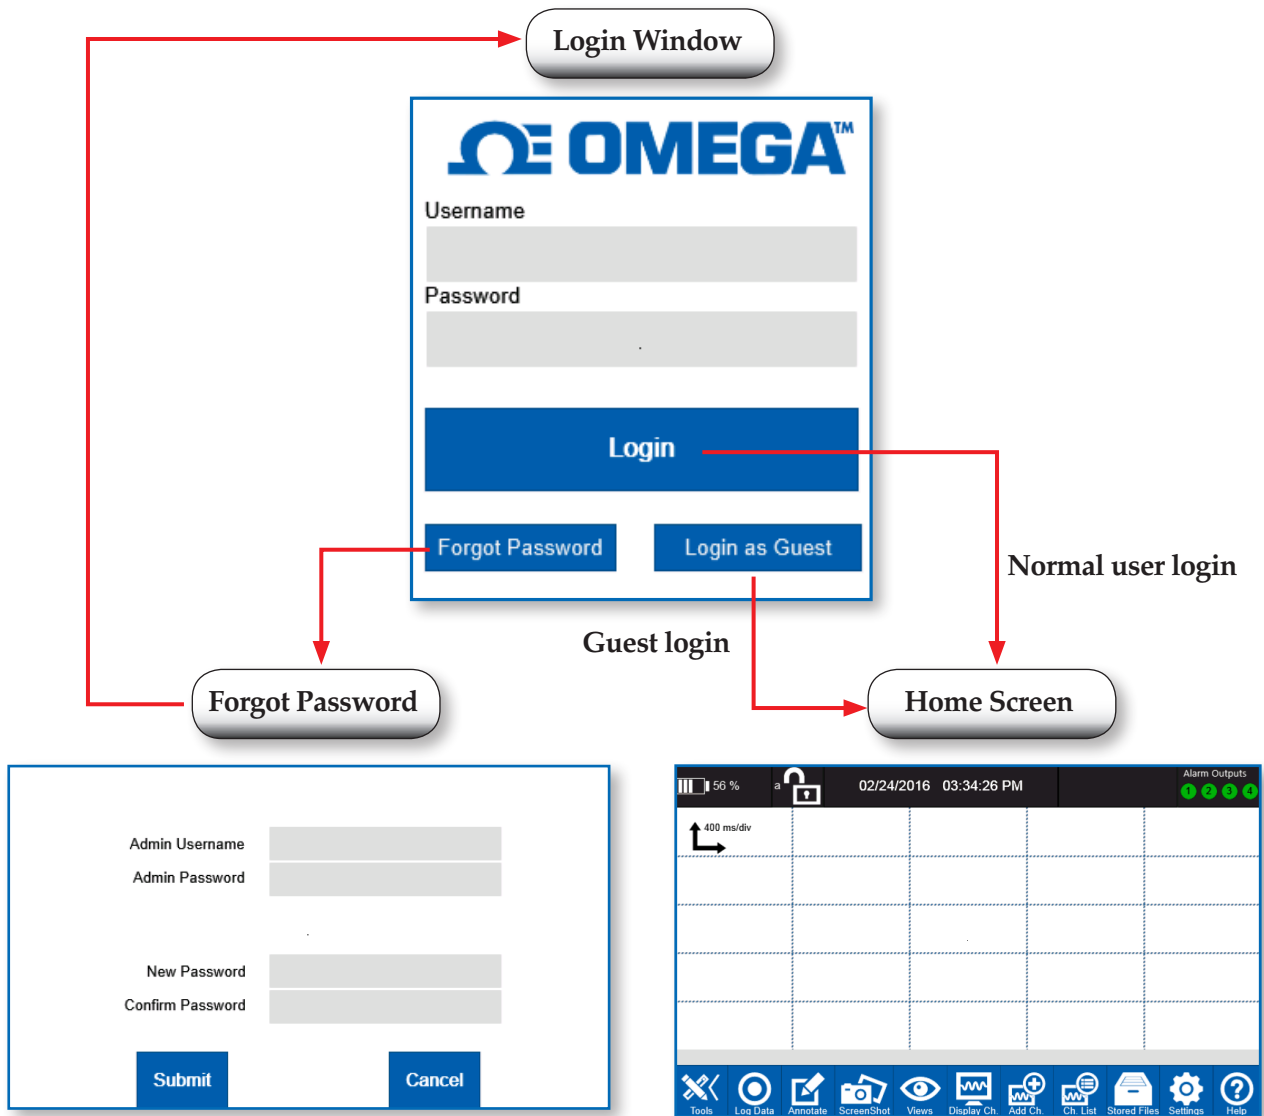 Login Window
OMEGA™
Username
Password
Login
Forgot Password
Login as Guest
Normal user login
Guest login
Forgot Password
Home Screen
Admin Username
Admin Password
New Password
Confirm Password
Submit
Cancel
56 %
a
02/24/2016 03:34:26 PM
Alarm Outputs
1 2 3 4
400 ms/div
Tools
Log Data
Annotate
ScreenShot
Views
Display Ch.
Add Ch.
Ch. List
Stored Files
Settings
Help